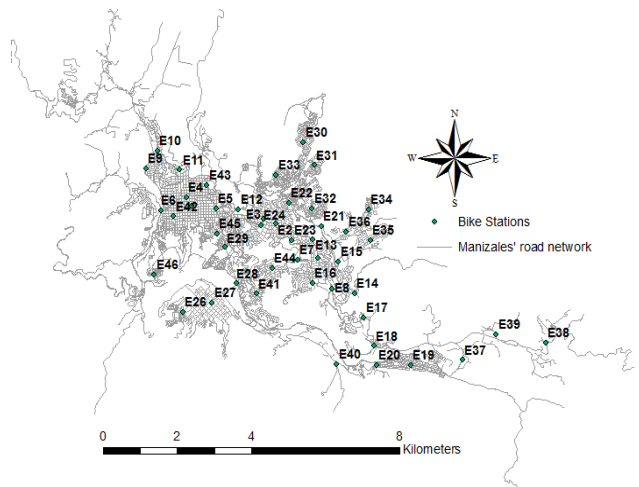 E30
E10
E9
E11
E33
E31
E43
E4
E6
E42
E5
E12
E22
E32
E34
E3
E24
E21
E36
E45
E2
E23
E35
E29
E7
E13
E15
E46
E44
E28
E16
E8
E14
E41
E27
E26
E17
E18
E39
E38
E40
E20
E19
E37
N
W
E
S
Bike Stations
Manizales' road network
0
2
4
6
8
Kilometers